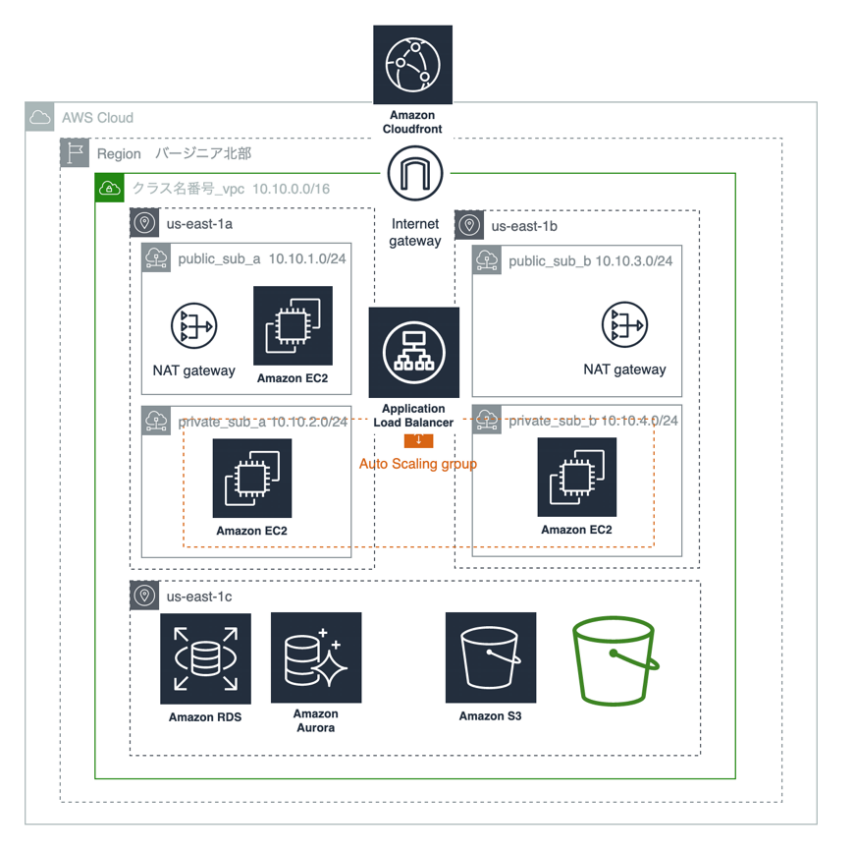 Amazon
Cloudfront
AWS Cloud
Region バージニア北部
クラス名番号_vpc 10.10.0.0/16
Internet
gateway
us-east-1a
us-east-1b
public_sub_a 10.10.1.0/24
public_sub_b 10.10.3.0/24
NAT gateway
Amazon EC2
NAT gateway
Application
Load Balancer
private_sub_a 10.10.2.0/24
private_sub_b 10.10.4.0/24
Auto Scaling group
Amazon EC2
Amazon EC2
us-east-1c
Amazon RDS
Amazon
Aurora
Amazon S3